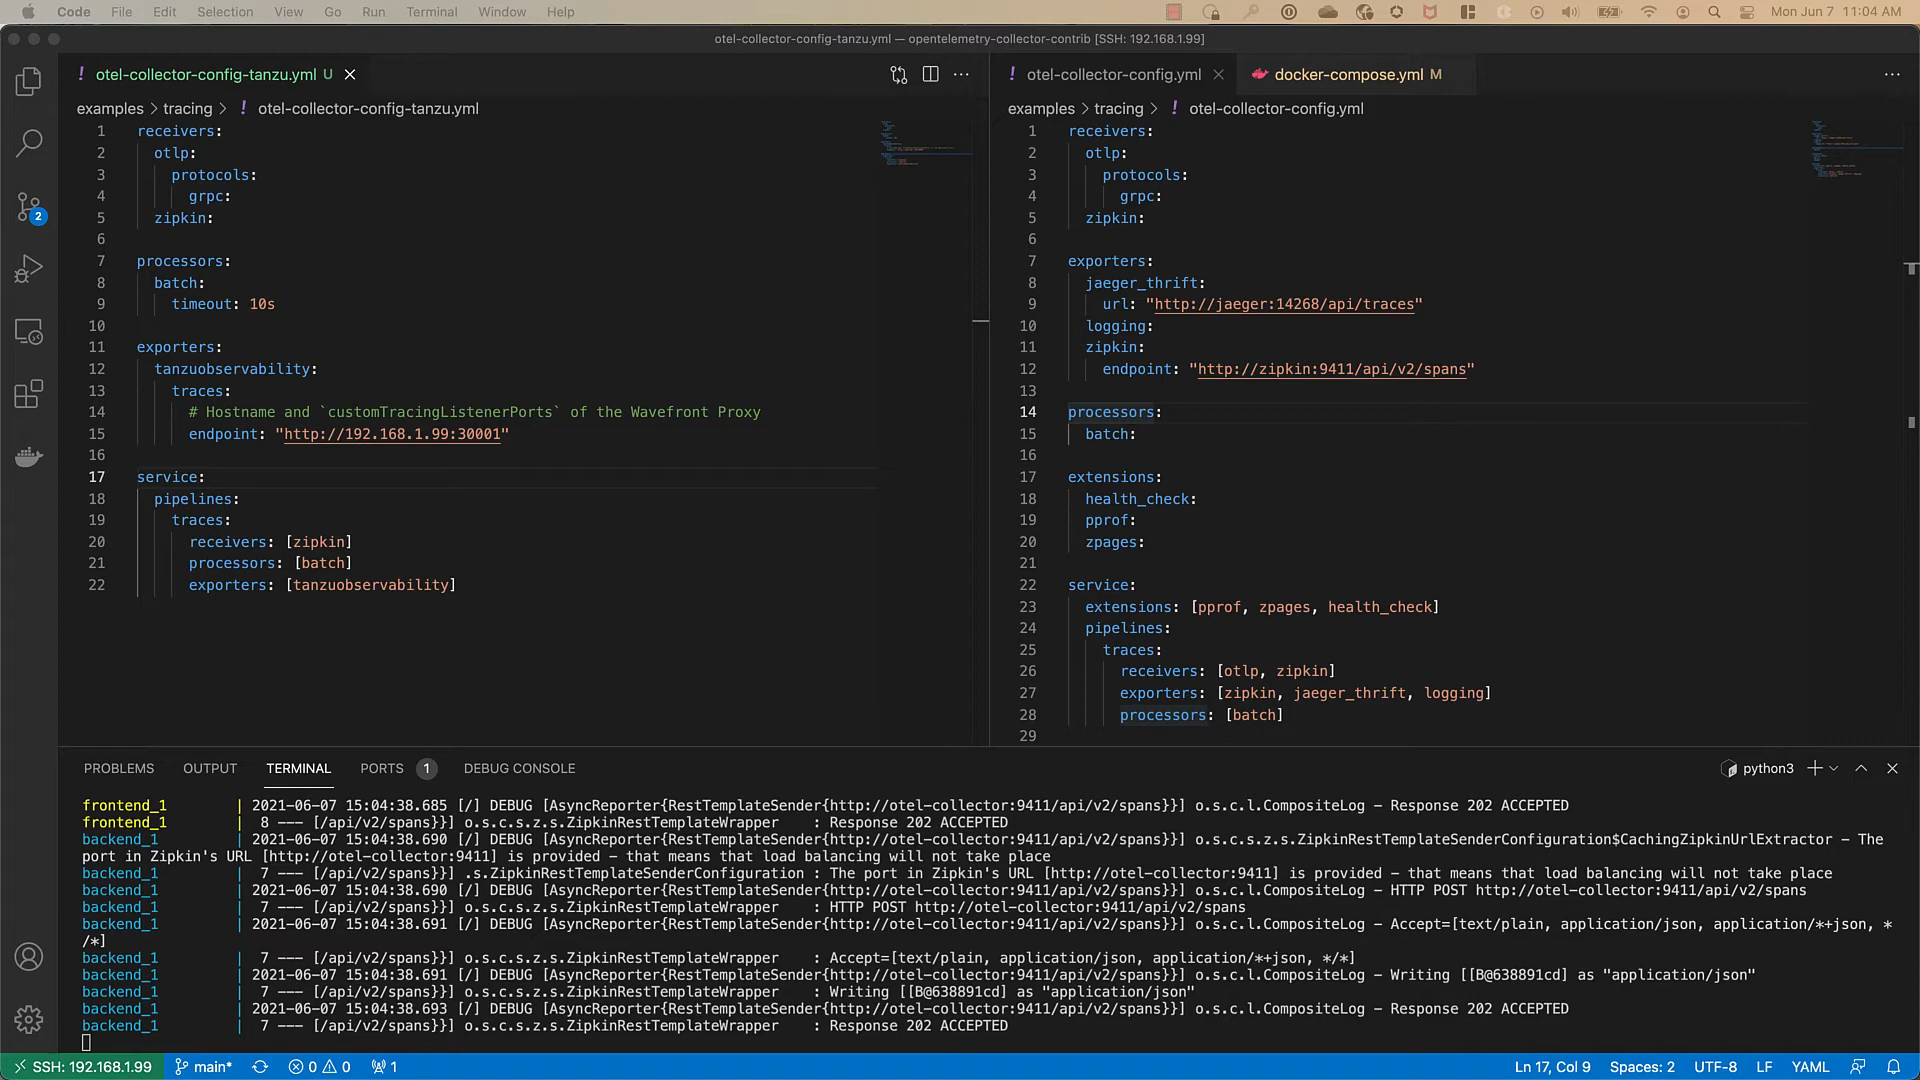 Code File Edit Selection View Go Run Terminal Window Help Mon Jun 7 11:04 AM
otel-collector-config-tanzu.yml — opentelemetry-collector-contrib [SSH: 192.168.1.99]
! otel-collector-config-tanzu.yml U
examples > tracing > ! otel-collector-config-tanzu.yml
1 receivers:
2 otlp:
3 protocols:
4 grpc:
5 zipkin:
6
7 processors:
8 batch:
9 timeout: 10s
10
11 exporters:
12 tanzuobservability:
13 traces:
14 # Hostname and `customTracingListenerPorts` of the Wavefront Proxy
15 endpoint: "http://192.168.1.99:30001"
16
17 service:
18 pipelines:
19 traces:
20 receivers: [zipkin]
21 processors: [batch]
22 exporters: [tanzuobservability]
! otel-collector-config.yml docker-compose.yml M
examples > tracing > ! otel-collector-config.yml
1 receivers:
2 otlp:
3 protocols:
4 grpc:
5 zipkin:
6
7 exporters:
8 jaeger_thrift:
9 url: "http://jaeger:14268/api/traces"
10 logging:
11 zipkin:
12 endpoint: "http://zipkin:9411/api/v2/spans"
13
14 processors:
15 batch:
16
17 extensions:
18 health_check:
19 pprof:
20 zpages:
21
22 service:
23 extensions: [pprof, zpages, health_check]
24 pipelines:
25 traces:
26 receivers: [otlp, zipkin]
27 exporters: [zipkin, jaeger_thrift, logging]
28 processors: [batch]
29
2
PROBLEMS OUTPUT TERMINAL PORTS 1 DEBUG CONSOLE python3
frontend_1 | 2021-06-07 15:04:38.685 [/] DEBUG [AsyncReporter{RestTemplateSender{http://otel-collector:9411/api/v2/spans}}] o.s.c.l.CompositeLog - Response 202 ACCEPTED
frontend_1 | 8 --- [/api/v2/spans}}] o.s.c.s.z.s.ZipkinRestTemplateWrapper : Response 202 ACCEPTED
backend_1 | 2021-06-07 15:04:38.690 [/] DEBUG [AsyncReporter{RestTemplateSender{http://otel-collector:9411/api/v2/spans}}] o.s.c.s.z.s.ZipkinRestTemplateSenderConfiguration$CachingZipkinUrlExtractor - The
port in Zipkin's URL [http://otel-collector:9411] is provided - that means that load balancing will not take place
backend_1 | 7 --- [/api/v2/spans}}] .s.ZipkinRestTemplateSenderConfiguration : The port in Zipkin's URL [http://otel-collector:9411] is provided - that means that load balancing will not take place
backend_1 | 2021-06-07 15:04:38.690 [/] DEBUG [AsyncReporter{RestTemplateSender{http://otel-collector:9411/api/v2/spans}}] o.s.c.l.CompositeLog - HTTP POST http://otel-collector:9411/api/v2/spans
backend_1 | 7 --- [/api/v2/spans}}] o.s.c.s.z.s.ZipkinRestTemplateWrapper : HTTP POST http://otel-collector:9411/api/v2/spans
backend_1 | 2021-06-07 15:04:38.691 [/] DEBUG [AsyncReporter{RestTemplateSender{http://otel-collector:9411/api/v2/spans}}] o.s.c.l.CompositeLog - Accept=[text/plain, application/json, application/*+json, *
/*]
backend_1 | 7 --- [/api/v2/spans}}] o.s.c.s.z.s.ZipkinRestTemplateWrapper : Accept=[text/plain, application/json, application/*+json, */*]
backend_1 | 2021-06-07 15:04:38.691 [/] DEBUG [AsyncReporter{RestTemplateSender{http://otel-collector:9411/api/v2/spans}}] o.s.c.l.CompositeLog - Writing [[B@638891cd] as "application/json"
backend_1 | 7 --- [/api/v2/spans}}] o.s.c.s.z.s.ZipkinRestTemplateWrapper : Writing [[B@638891cd] as "application/json"
backend_1 | 2021-06-07 15:04:38.693 [/] DEBUG [AsyncReporter{RestTemplateSender{http://otel-collector:9411/api/v2/spans}}] o.s.c.l.CompositeLog - Response 202 ACCEPTED
backend_1 | 7 --- [/api/v2/spans}}] o.s.c.s.z.s.ZipkinRestTemplateWrapper : Response 202 ACCEPTED
SSH: 192.168.1.99 main* 0 0 1 Ln 17, Col 9 Spaces: 2 UTF-8 LF YAML